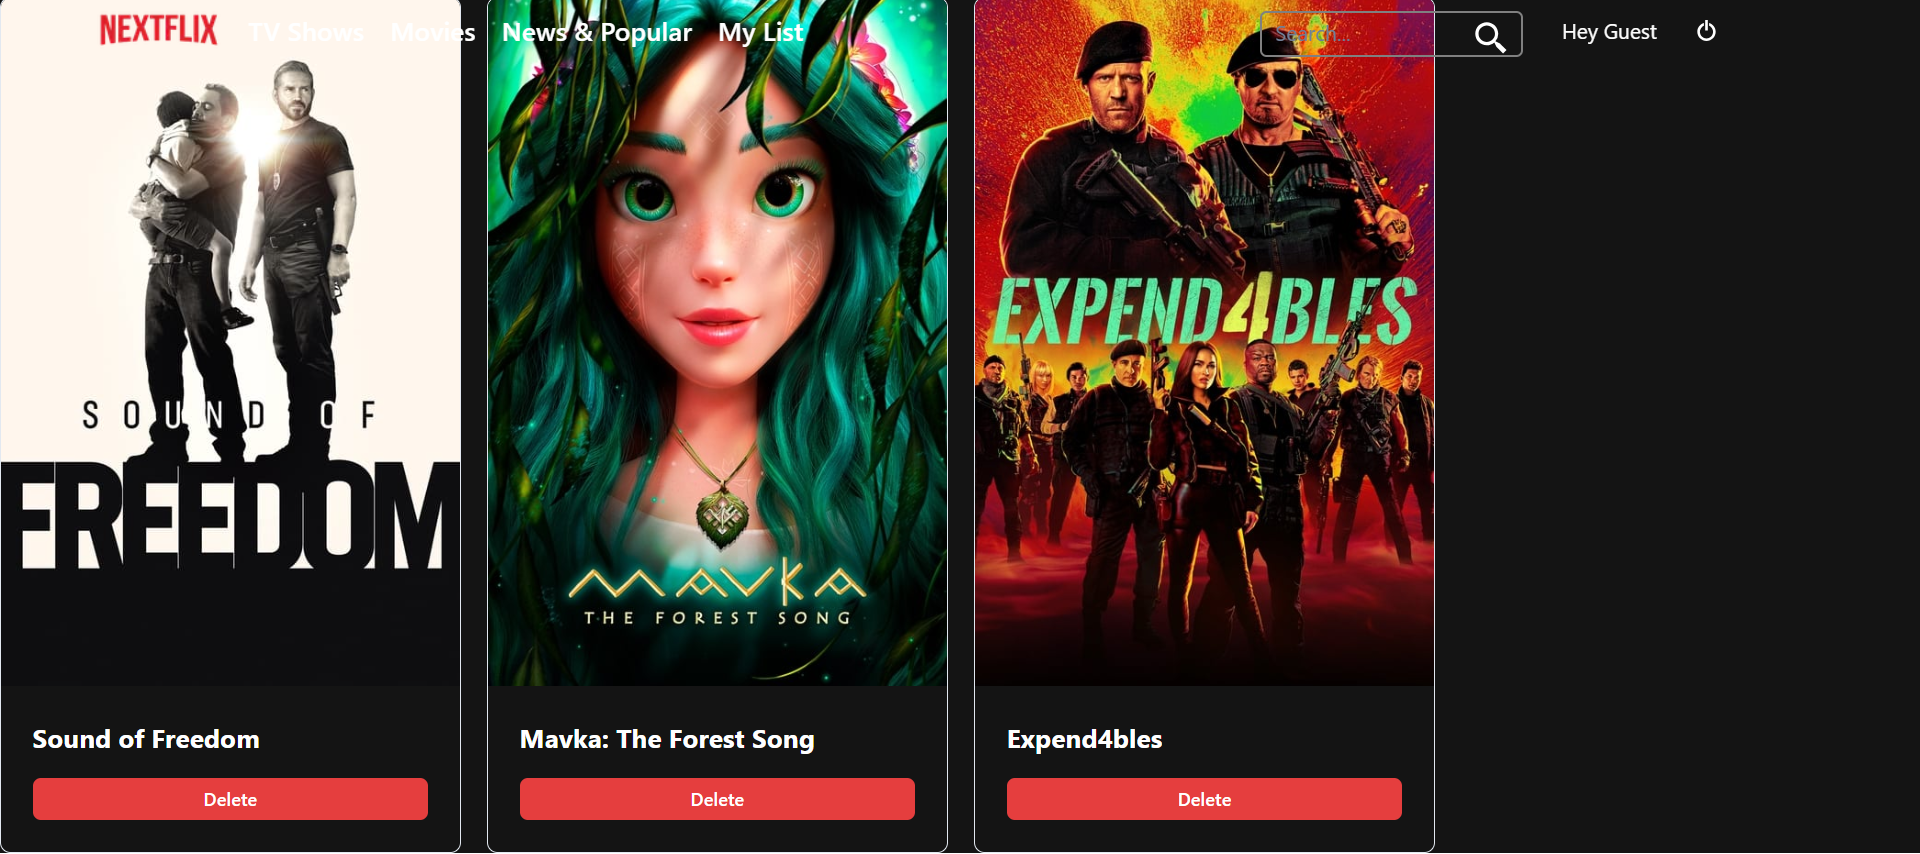 NEXTFLIX TV Shows Movies News & Popular My List Search... Hey Guest
SOUND OF
FREEDOM
MAVKA
THE FOREST SONG
EXPEND4BLES
Sound of Freedom
Delete
Mavka: The Forest Song
Delete
Expend4bles
Delete